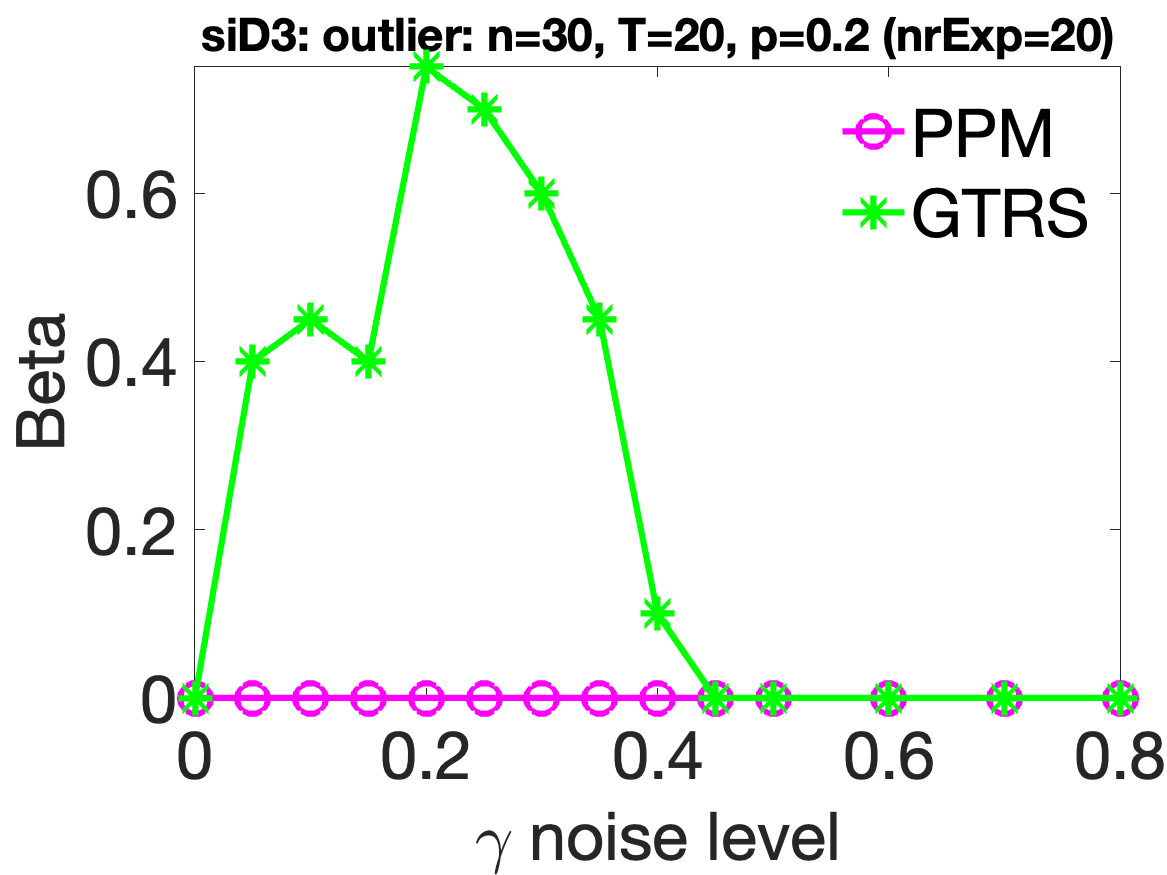 siD3: outlier: n=30, T=20, p=0.2 (nrExp=20)
PPM
GTRS
0.6
0.4
0.2
0
Beta
0 0.2 0.4 0.6 0.8
γ noise level